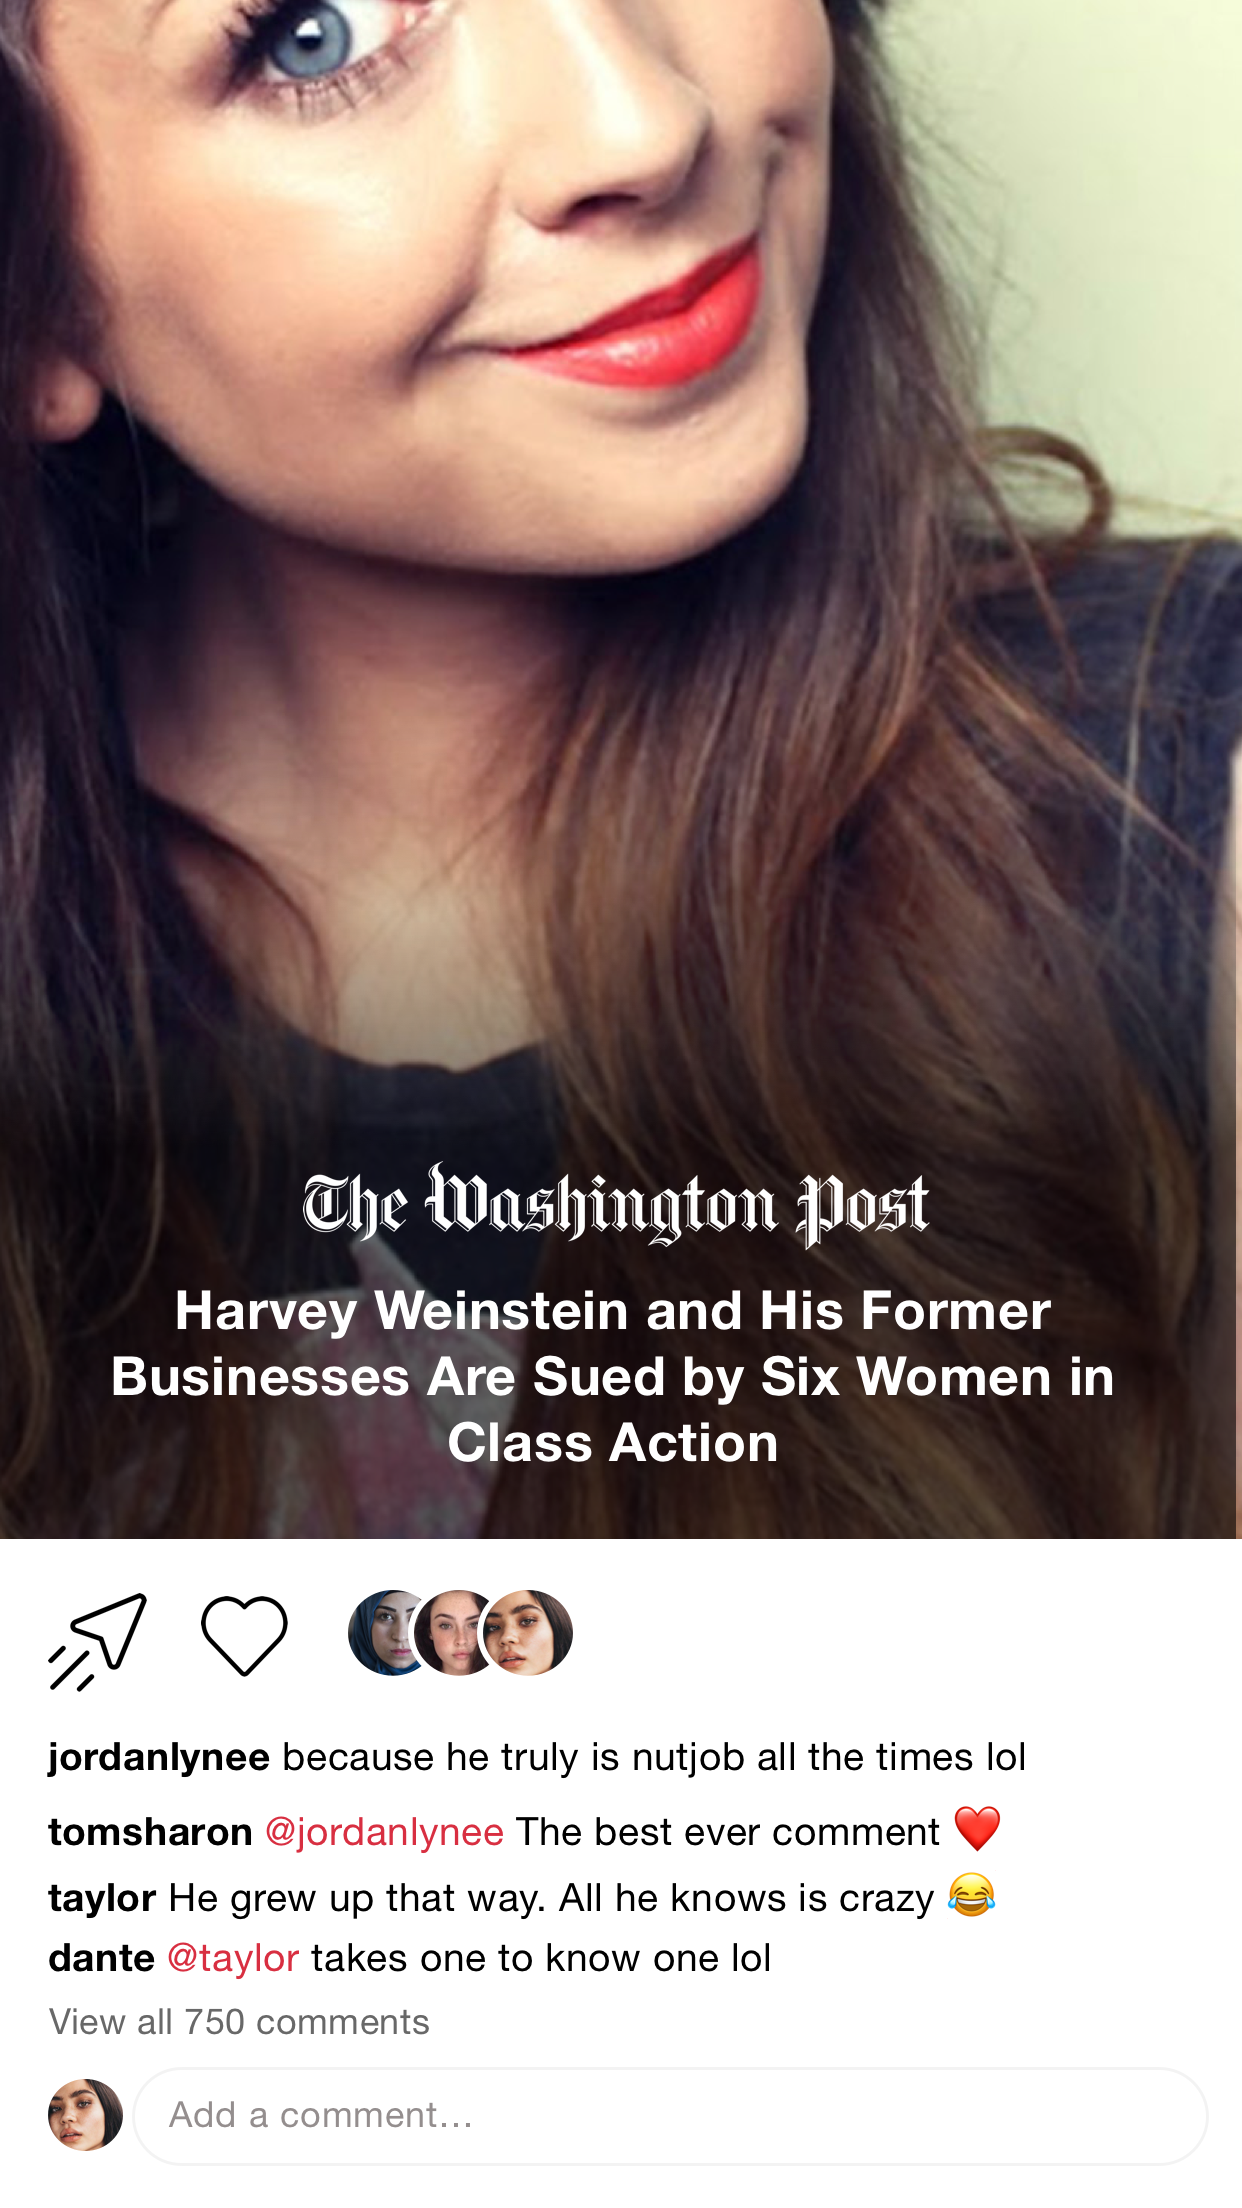 The Washington Post
Harvey Weinstein and His Former
Businesses Are Sued by Six Women in
Class Action
jordanlynee because he truly is nutjob all the times lol
tomsharon @jordanlynee The best ever comment ❤️
taylor He grew up that way. All he knows is crazy 😂
dante @taylor takes one to know one lol
View all 750 comments
Add a comment...